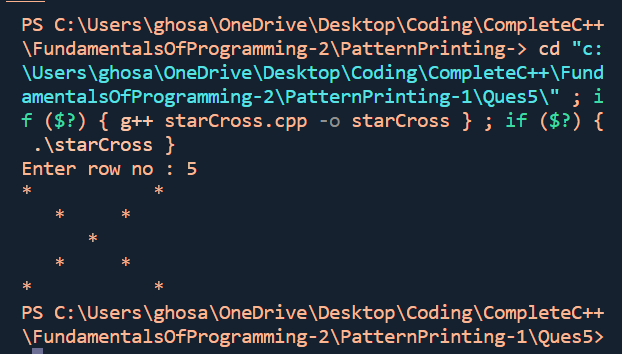 PS C:\Users\ghosa\OneDrive\Desktop\Coding\CompleteC++
\FundamentalsOfProgramming-2\PatternPrinting-> cd "c:
\Users\ghosa\OneDrive\Desktop\Coding\CompleteC++\Fund
amentalsOfProgramming-2\PatternPrinting-1\Ques5\" ; i
f ($?) { g++ starCross.cpp -o starCross } ; if ($?) {
 .\starCross }
Enter row no : 5
*           *
   *     *
      *
   *     *
*           *
PS C:\Users\ghosa\OneDrive\Desktop\Coding\CompleteC++
\FundamentalsOfProgramming-2\PatternPrinting-1\Ques5>